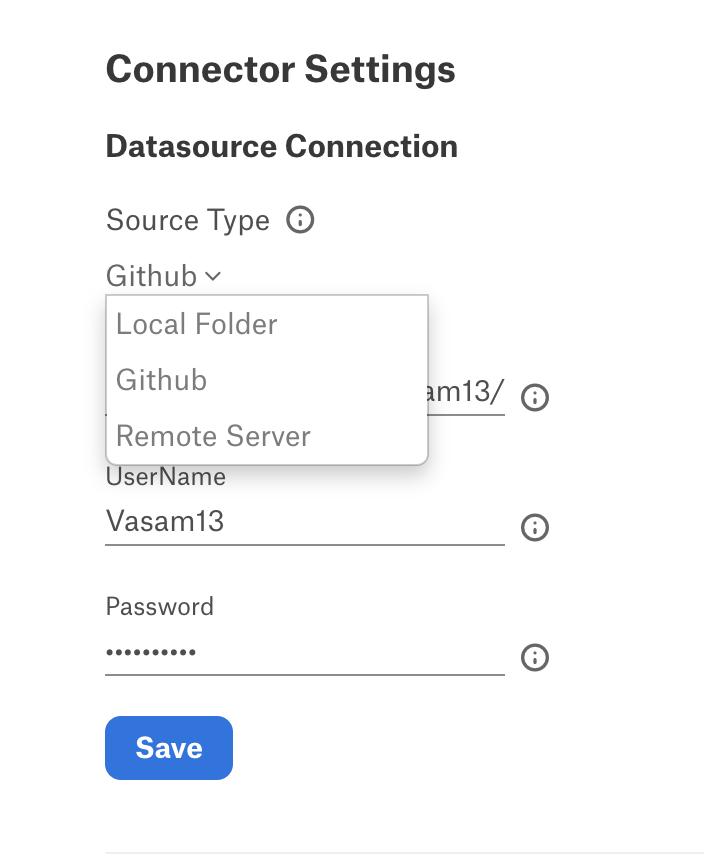 Connector Settings
Datasource Connection
Source Type
Github
Local Folder
Github
am13/
Remote Server
UserName
Vasam13
Password
••••••••••
Save